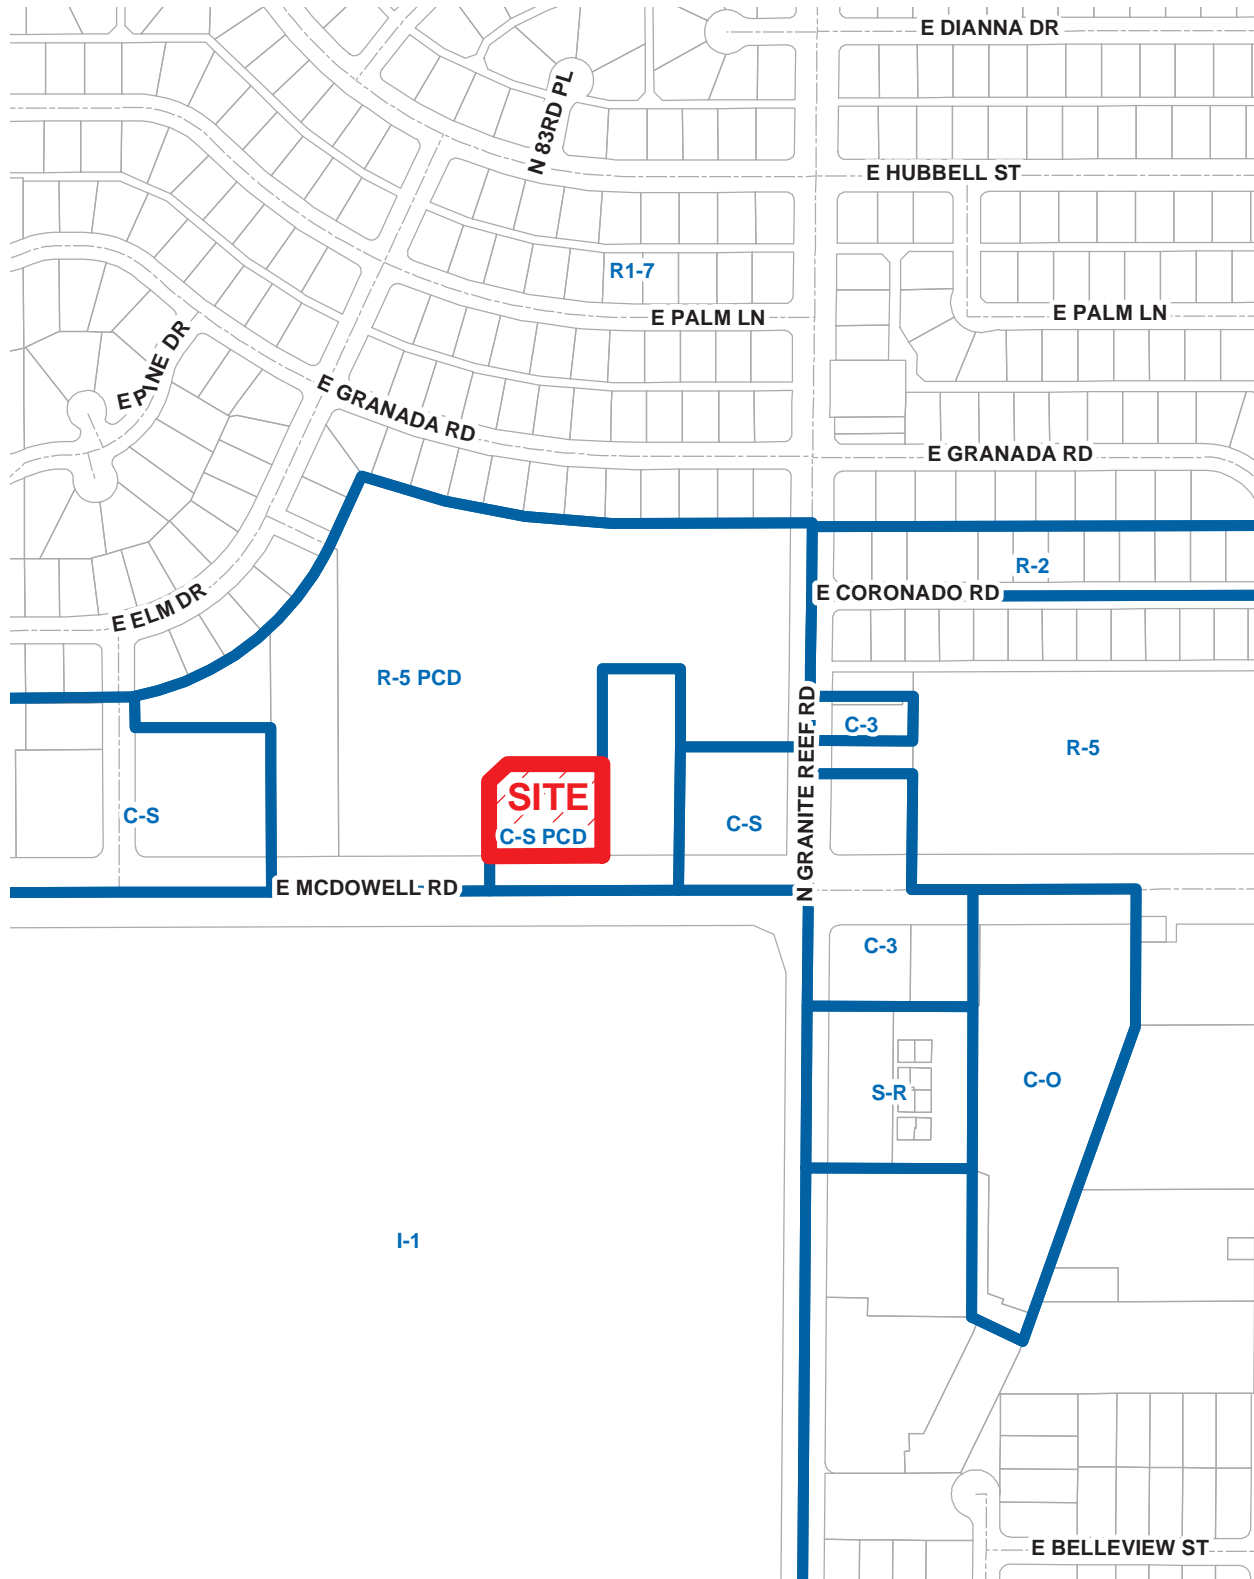 E DIANNA DR
N 83RD PL
E HUBBELL ST
R1-7
E PALM LN
E PALM LN
E PINE DR
E GRANADA RD
E GRANADA RD
R-2
E CORONADO RD
E ELM DR
R-5 PCD
N GRANITE REEF RD
C-3
R-5
SITE
C-S
C-S
C-S PCD
E MCDOWELL RD
C-3
C-O
S-R
I-1
E BELLEVIEW ST